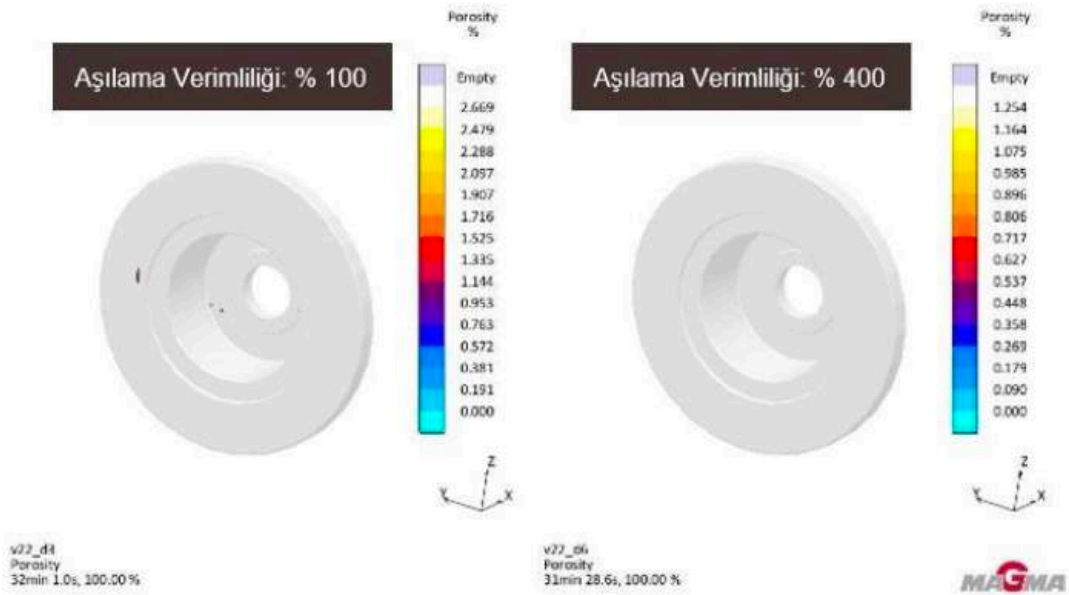 Porosity
%
Aşılama Verimliliği: % 100
Empty
2.669
2.479
2.288
2.097
1.907
1.716
1.525
1.335
1.144
0.953
0.763
0.572
0.381
0.191
0.000
Z
Y
X
v22_d3
Porosity
32min 1.0s, 100.00 %
Porosity
%
Aşılama Verimliliği: % 400
Empty
1.254
1.164
1.075
0.985
0.896
0.806
0.717
0.627
0.537
0.448
0.358
0.269
0.179
0.090
0.000
Z
Y
X
v22_d6
Porosity
31min 28.6s, 100.00 %
MAGMA